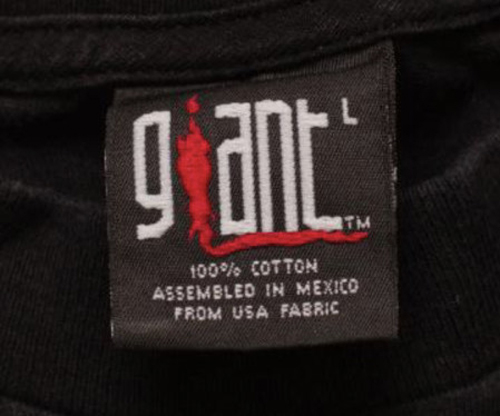 giant L
TM
100% COTTON
ASSEMBLED IN MEXICO
FROM USA FABRIC